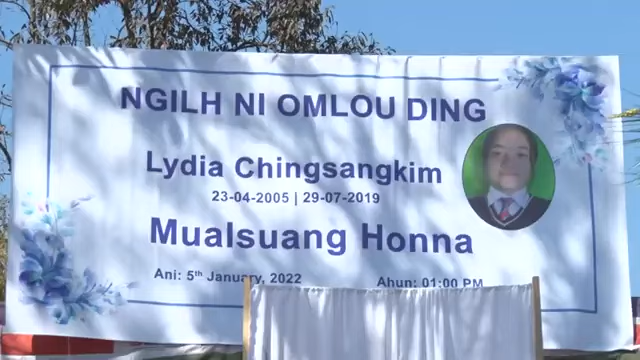 NGILH NI OMLOU DING
Lydia Chingsangkim
23-04-2005 | 29-07-2019
Mualsuang Honna
Ani: 5th January, 2022
Ahun: 01:00 PM